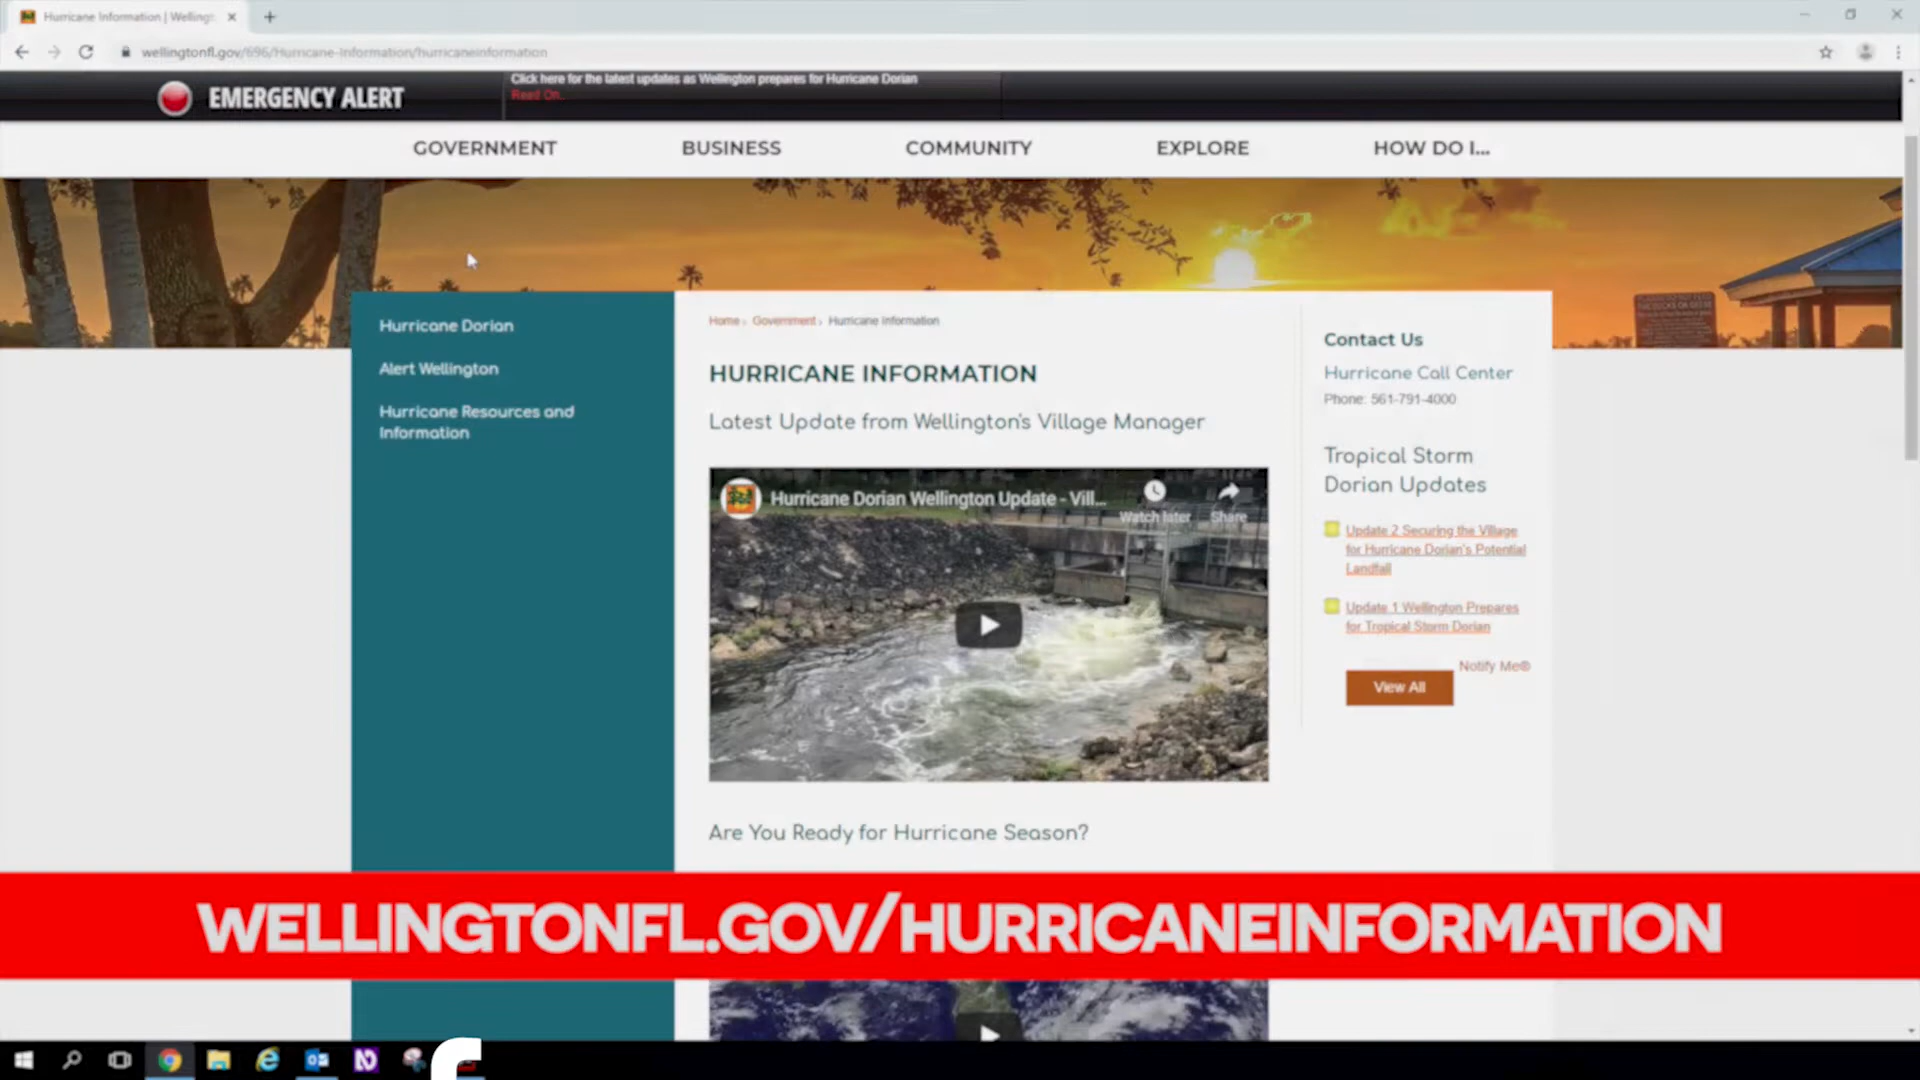 Hurricane Information | Welling
wellingtonfl.gov/696/Hurricane-Information/hurricaneinformation
EMERGENCY ALERT
Click here for the latest updates as Wellington prepares for Hurricane Dorian
Read On..
GOVERNMENT
BUSINESS
COMMUNITY
EXPLORE
HOW DO I...
Hurricane Dorian
Alert Wellington
Hurricane Resources and
Information
Home › Government › Hurricane Information
HURRICANE INFORMATION
Latest Update from Wellington's Village Manager
Hurricane Dorian Wellington Update - Vill...
Watch later
Share
Are You Ready for Hurricane Season?
Contact Us
Hurricane Call Center
Phone: 561-791-4000
Tropical Storm
Dorian Updates
Update 2 Securing the Village
for Hurricane Dorian's Potential
Landfall
Update 1 Wellington Prepares
for Tropical Storm Dorian
Notify Me®
View All
WELLINGTONFL.GOV/HURRICANEINFORMATION